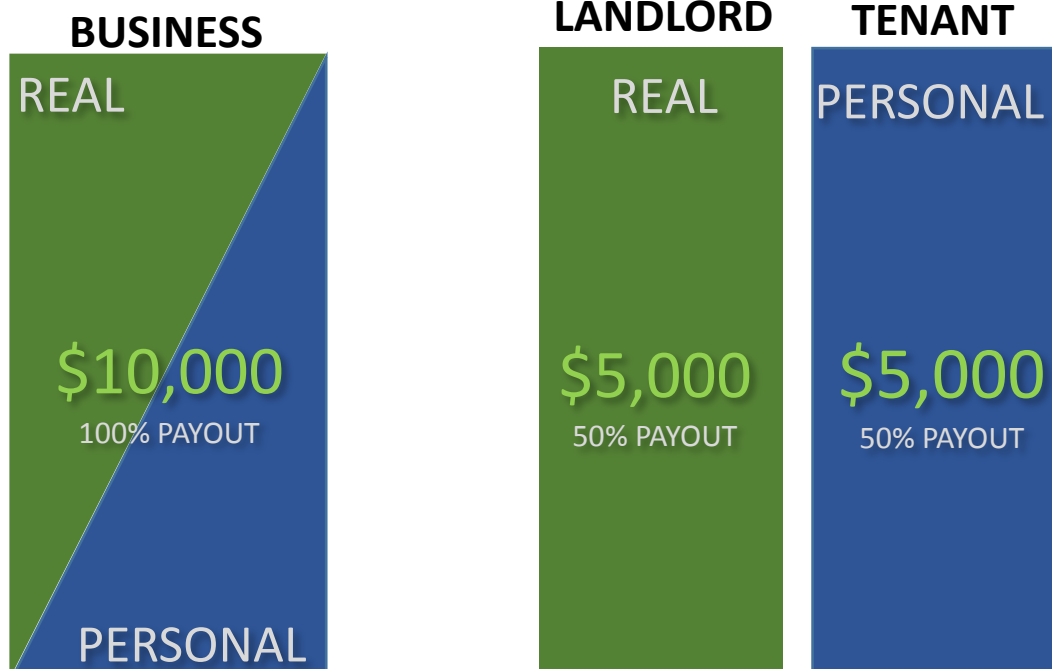 BUSINESS
REAL
$10,000
100% PAYOUT
PERSONAL
LANDLORD
REAL
$5,000
50% PAYOUT
TENANT
PERSONAL
$5,000
50% PAYOUT